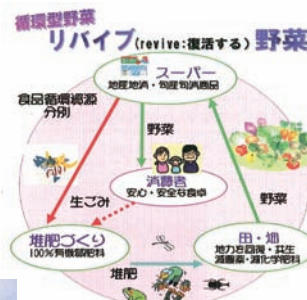 循環型野菜
リバイブ(revive:復活する)野菜
スーパー
地産地消・旬産旬消商品
食品循環資源
分別
野菜
消費者
安心・安全な食卓
生ごみ
野菜
堆肥づくり
100%有機質肥料
田・畑
地力を回復・共生
減農薬・減化学肥料
堆肥